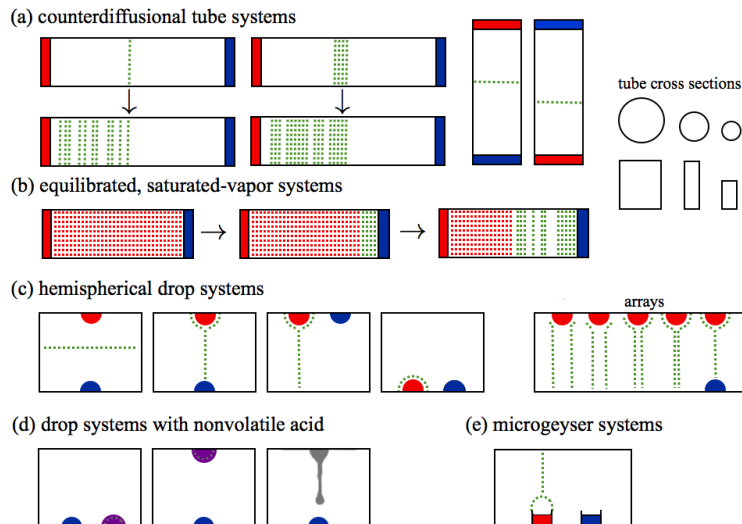 (a) counterdiffusional tube systems
tube cross sections
(b) equilibrated, saturated-vapor systems
(c) hemispherical drop systems
arrays
(d) drop systems with nonvolatile acid
(e) microgeyser systems